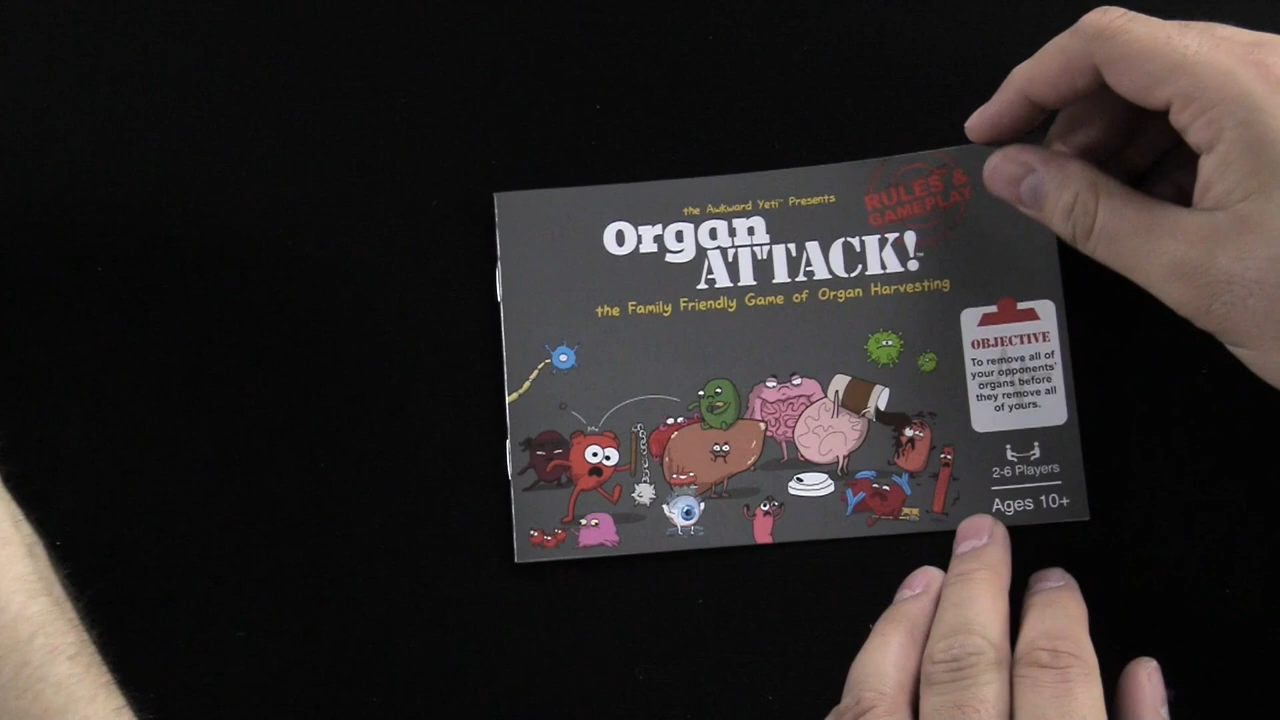 the Awkward Yeti™ Presents
Organ
ATTACK!™
the Family Friendly Game of Organ Harvesting
RULES &
GAMEPLAY
OBJECTIVE
To remove all of
your opponents'
organs before
they remove all
of yours.
2-6 Players
Ages 10+